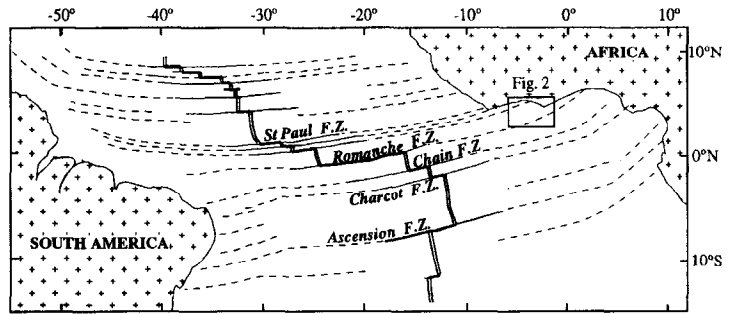 -50° -40° -30° -20° -10° 0° 10°
10°N
AFRICA
Fig. 2
St Paul F.Z.
Romanche F.Z.
Chain F.Z.
0°N
Charcot F.Z.
SOUTH AMERICA
Ascension F.Z.
10°S